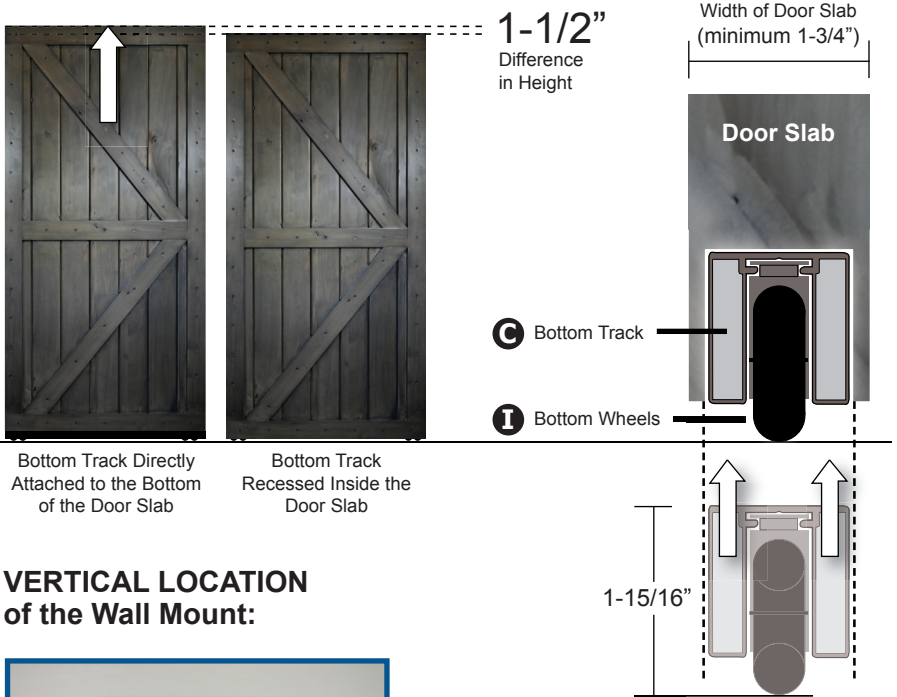 1-1/2”
Difference
in Height
Width of Door Slab
(minimum 1-3/4”)
Door Slab
C Bottom Track
I Bottom Wheels
Bottom Track Directly
Attached to the Bottom
of the Door Slab
Bottom Track
Recessed Inside the
Door Slab
1-15/16”
VERTICAL LOCATION
of the Wall Mount: